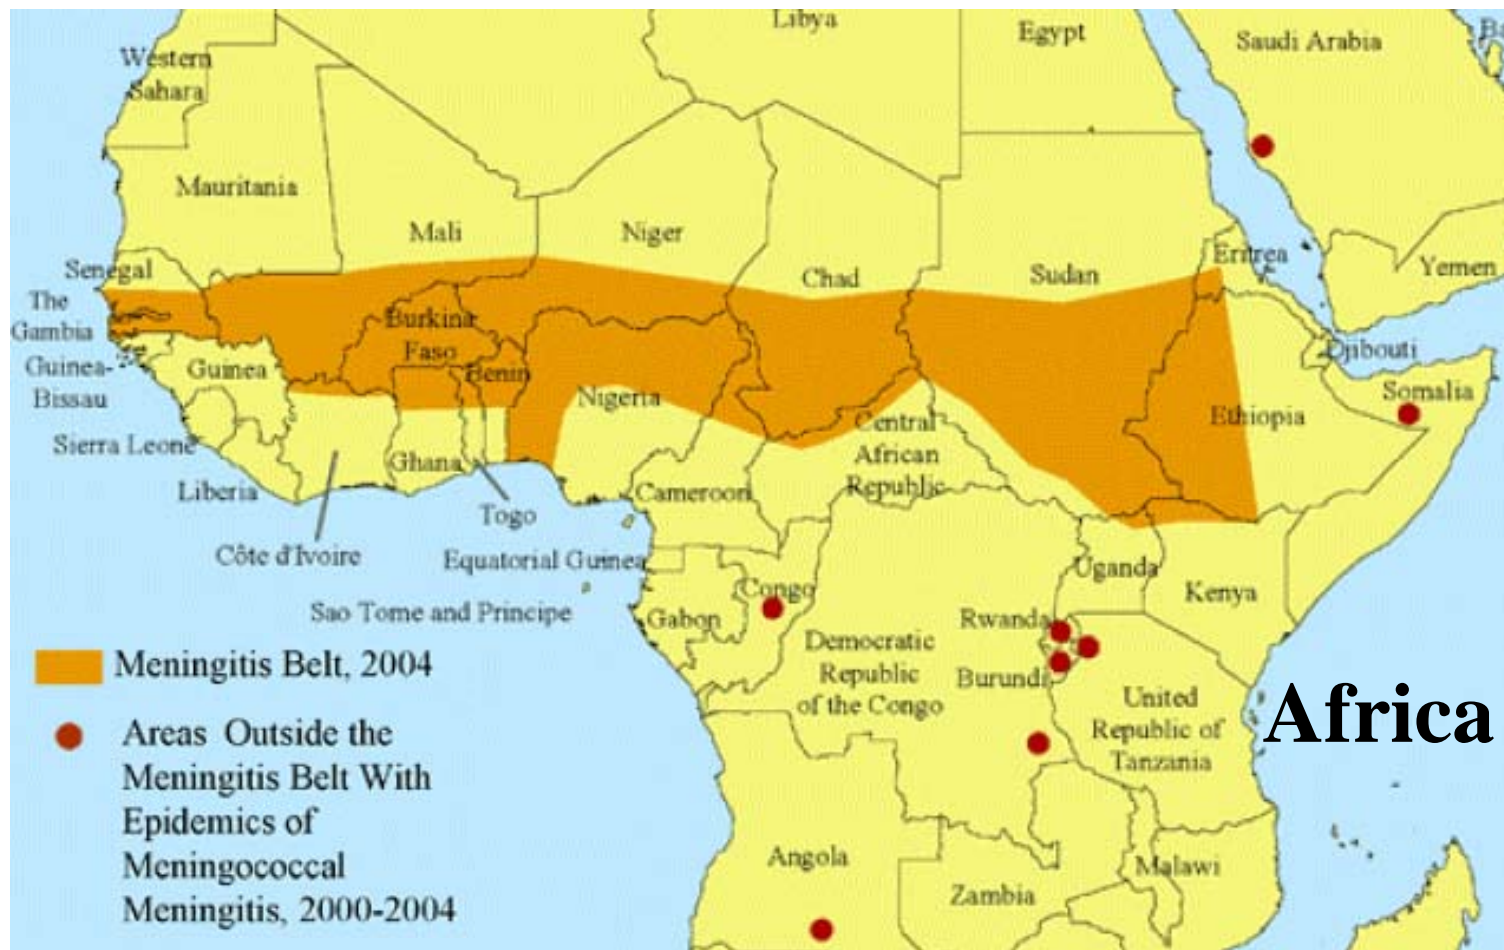 Libya
Egypt
Saudi Arabia
Ba
Western
Sahara
Mauritania
Mali
Niger
Chad
Sudan
Eritrea
Yemen
Senegal
The
Gambia
Guinea-
Bissau
Guinea
Burkina
Faso
Benin
Nigeria
Djibouti
Somalia
Ethiopia
Central
African
Republic
Sierra Leone
Liberia
Ghana
Togo
Cameroon
Côte d'Ivoire
Equatorial Guinea
Sao Tome and Principe
Gabon
Congo
Uganda
Kenya
Rwanda
Burundi
Democratic
Republic
of the Congo
United
Republic of
Tanzania
Africa
Angola
Zambia
Malawi
Meningitis Belt, 2004
Areas Outside the
Meningitis Belt With
Epidemics of
Meningococcal
Meningitis, 2000-2004